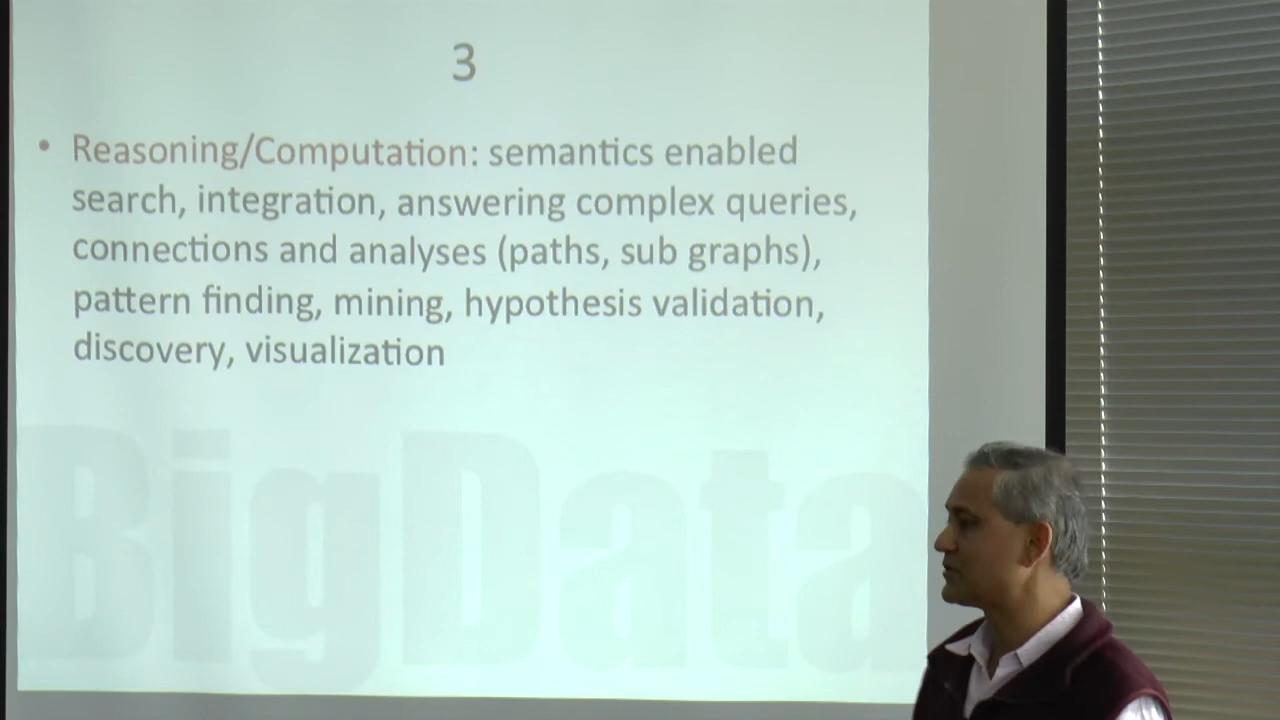 3
• Reasoning/Computation: semantics enabled
search, integration, answering complex queries,
connections and analyses (paths, sub graphs),
pattern finding, mining, hypothesis validation,
discovery, visualization
BigData